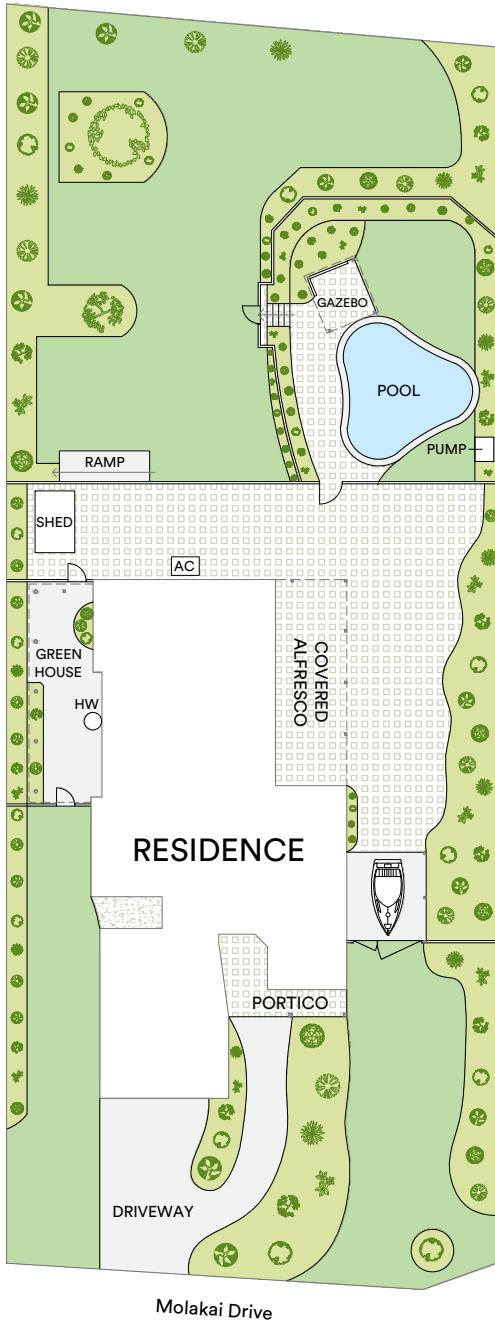 GAZEBO
POOL
PUMP
RAMP
SHED
AC
GREEN
HOUSE
COVERED
ALFRESCO
HW
RESIDENCE
PORTICO
DRIVEWAY
Molakai Drive